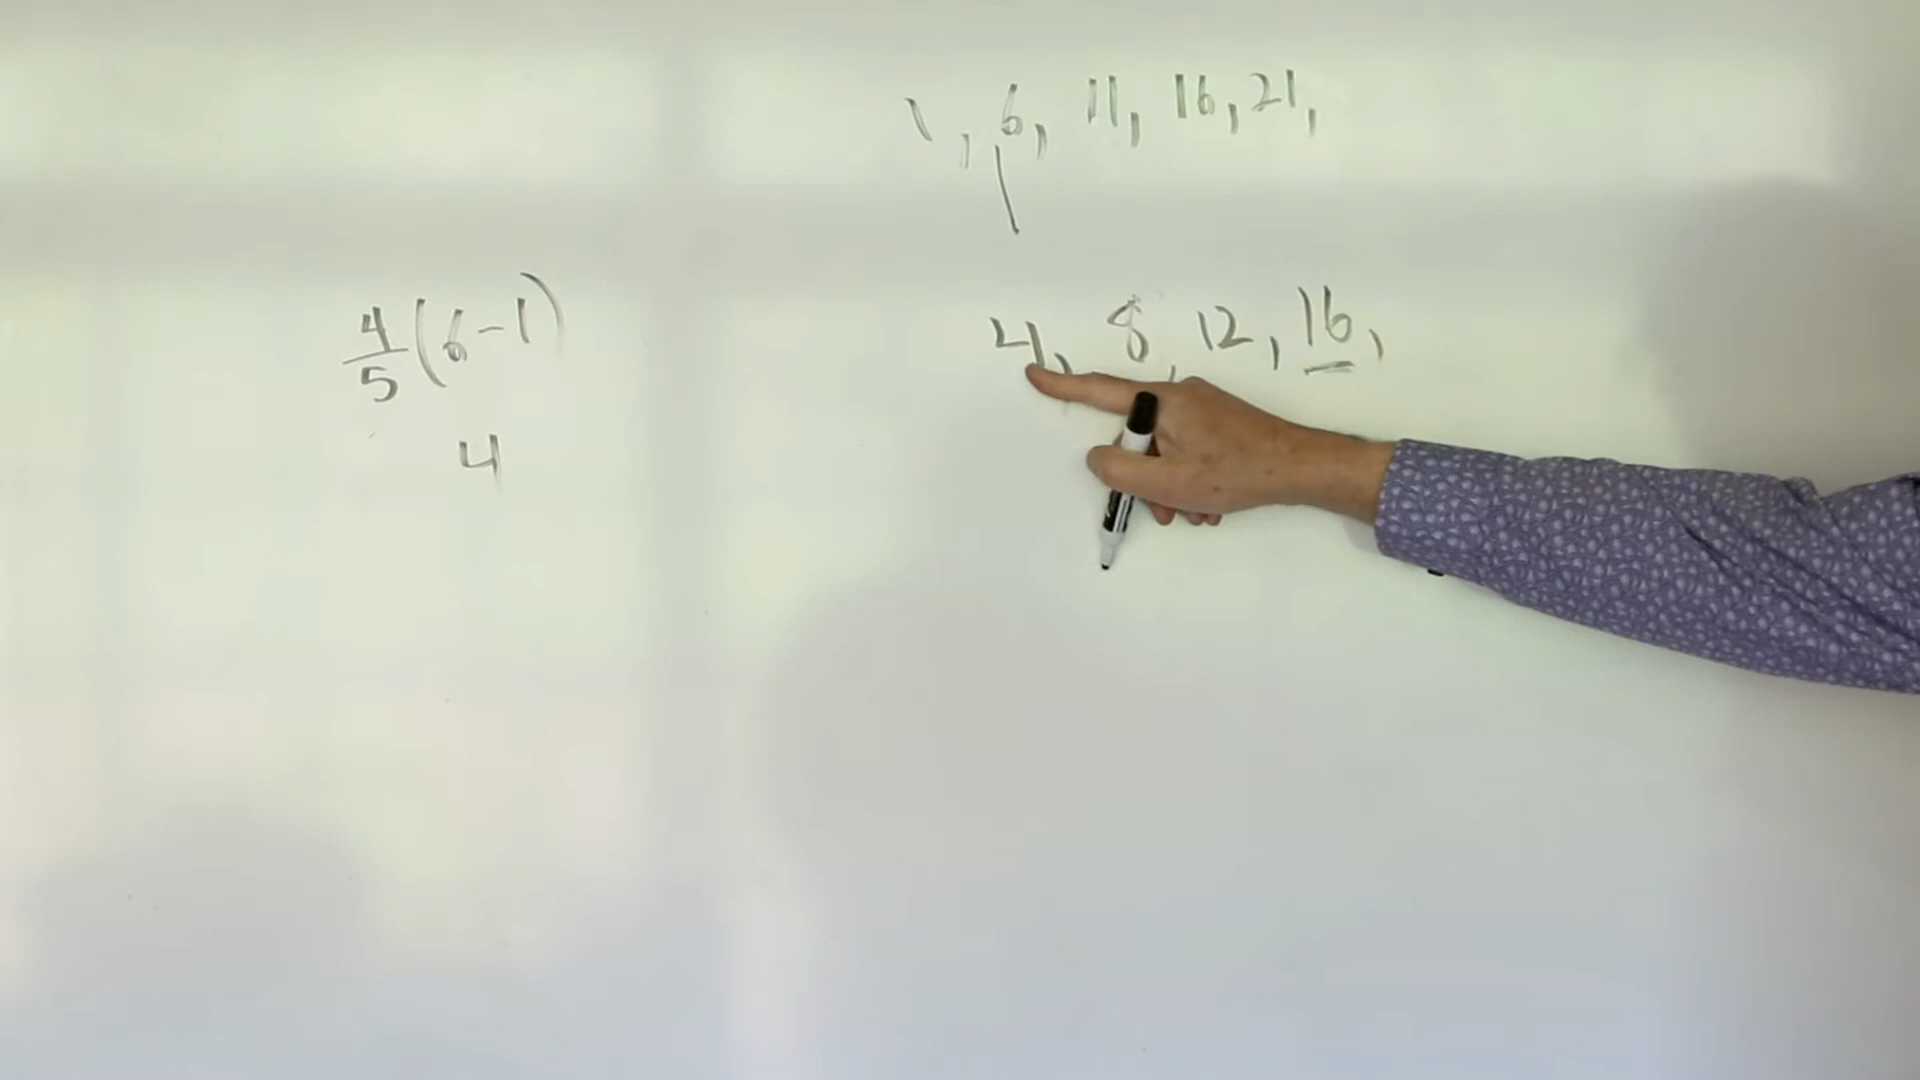 1, 6, 11, 16, 21,
4/5(6-1)
4, 8, 12, 16,
4